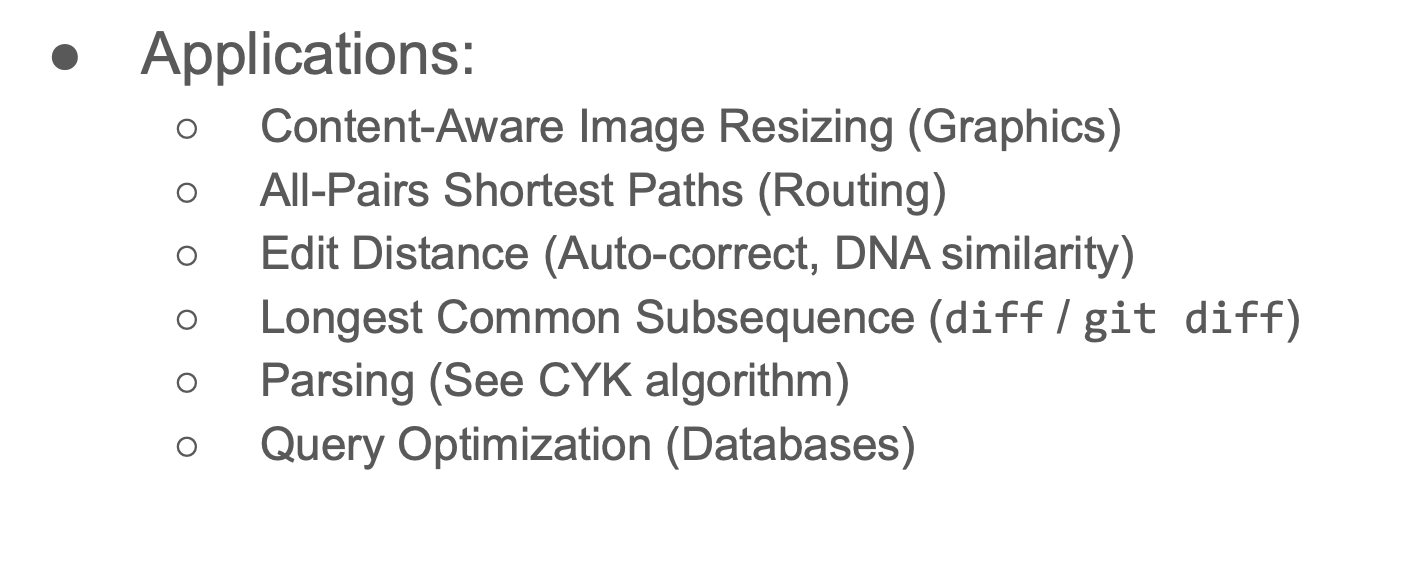 ● Applications:
○ Content-Aware Image Resizing (Graphics)
○ All-Pairs Shortest Paths (Routing)
○ Edit Distance (Auto-correct, DNA similarity)
○ Longest Common Subsequence (diff / git diff)
○ Parsing (See CYK algorithm)
○ Query Optimization (Databases)